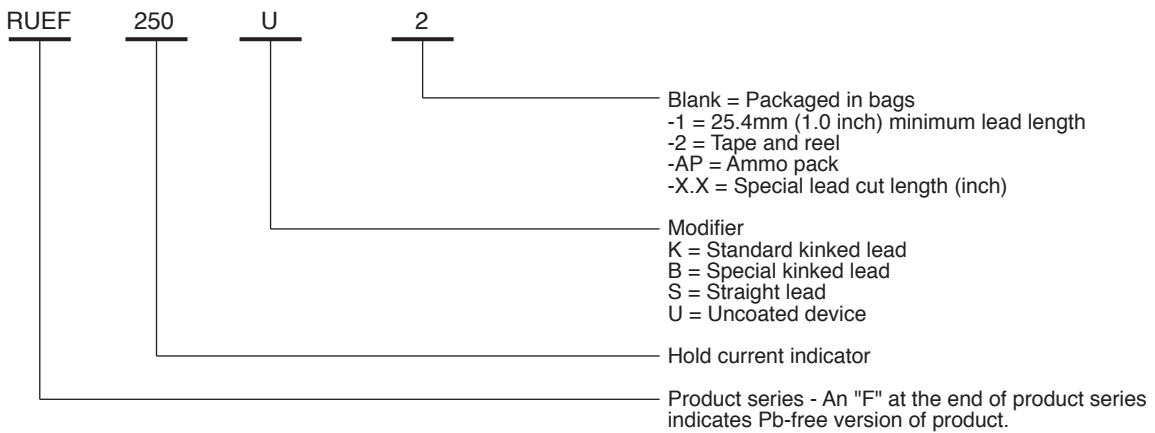 RUEF 250 U 2
Blank = Packaged in bags
-1 = 25.4mm (1.0 inch) minimum lead length
-2 = Tape and reel
-AP = Ammo pack
-X.X = Special lead cut length (inch)
Modifier
K = Standard kinked lead
B = Special kinked lead
S = Straight lead
U = Uncoated device
Hold current indicator
Product series - An "F" at the end of product series
indicates Pb-free version of product.